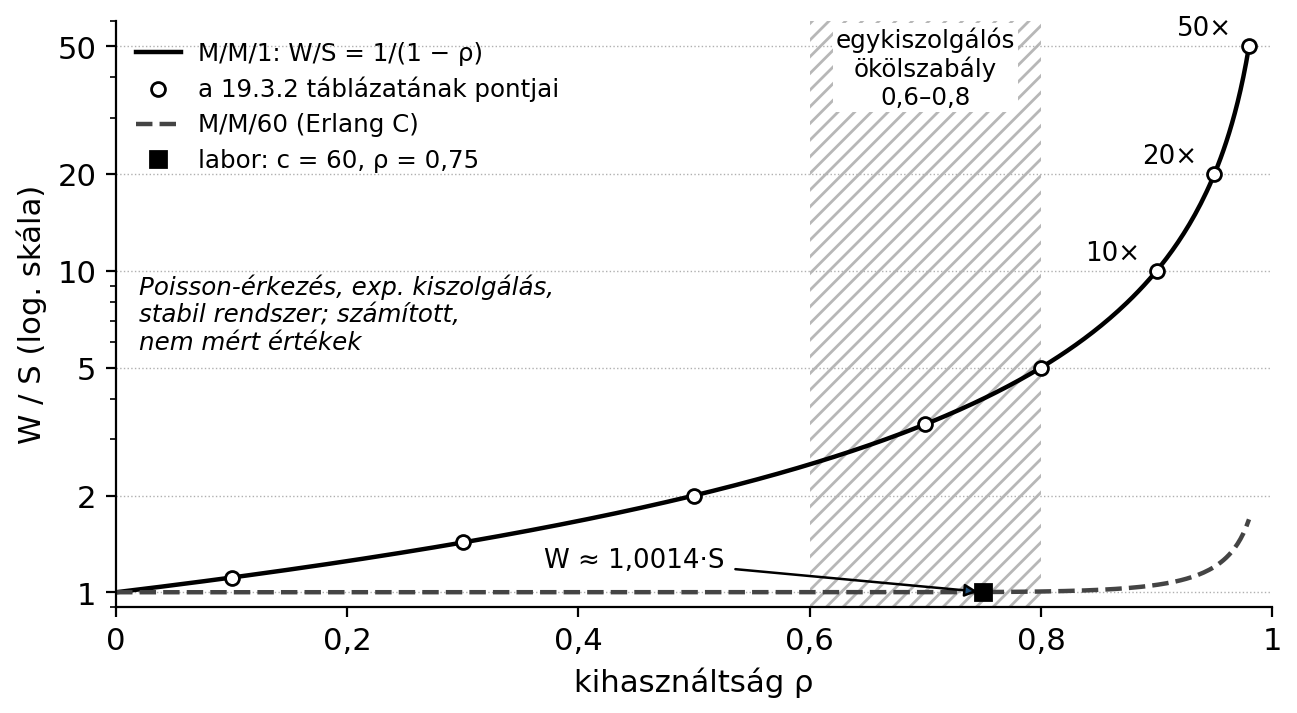 50×
egykiszolgálós
ökölszabály
0,6–0,8
M/M/1: W/S = 1/(1 − ρ)
a 19.3.2 táblázatának pontjai
M/M/60 (Erlang C)
labor: c = 60, ρ = 0,75
20×
10×
Poisson-érkezés, exp. kiszolgálás,
stabil rendszer; számított,
nem mért értékek
W ≈ 1,0014·S
W / S (log. skála)
50
20
10
5
2
1
0
0,2
0,4
0,6
0,8
1
kihasználtság ρ